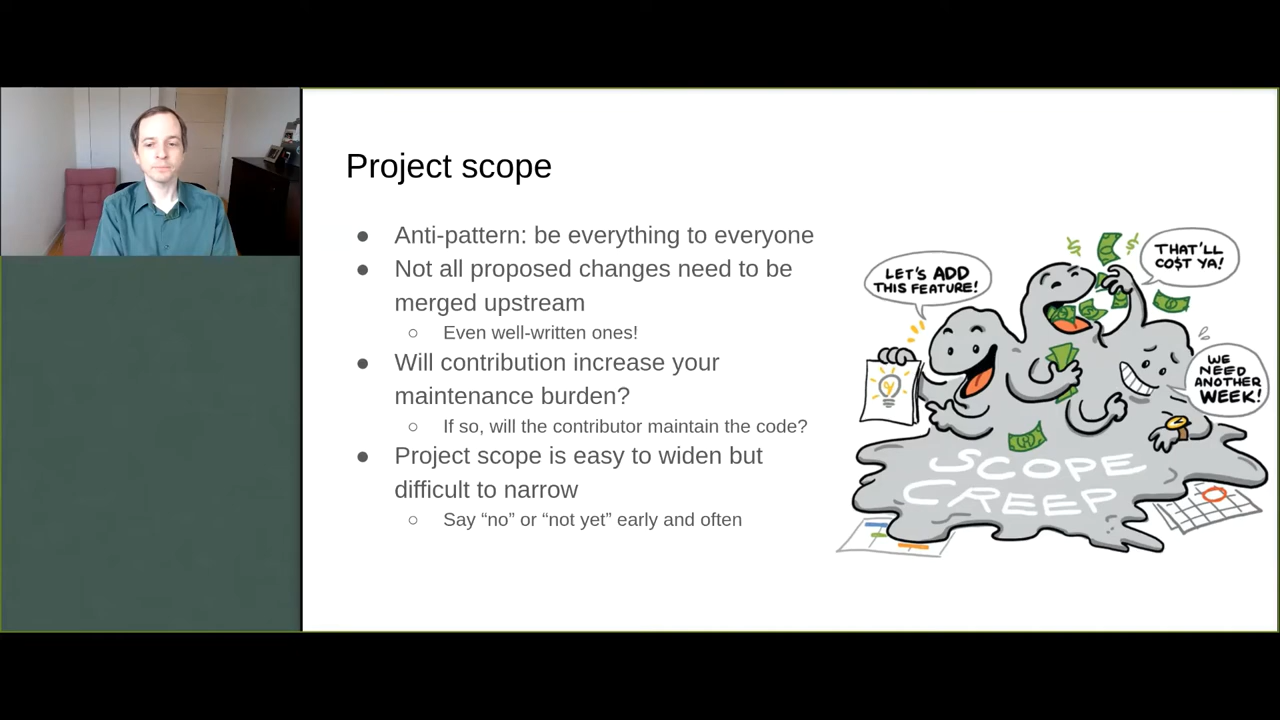 Project scope
● Anti-pattern: be everything to everyone
● Not all proposed changes need to be
merged upstream
○ Even well-written ones!
● Will contribution increase your
maintenance burden?
○ If so, will the contributor maintain the code?
● Project scope is easy to widen but
difficult to narrow
○ Say “no” or “not yet” early and often
LET'S ADD
THIS FEATURE!
THAT'LL
CO$T YA!
WE
NEED
ANOTHER
WEEK!
SCOPE
CREEP